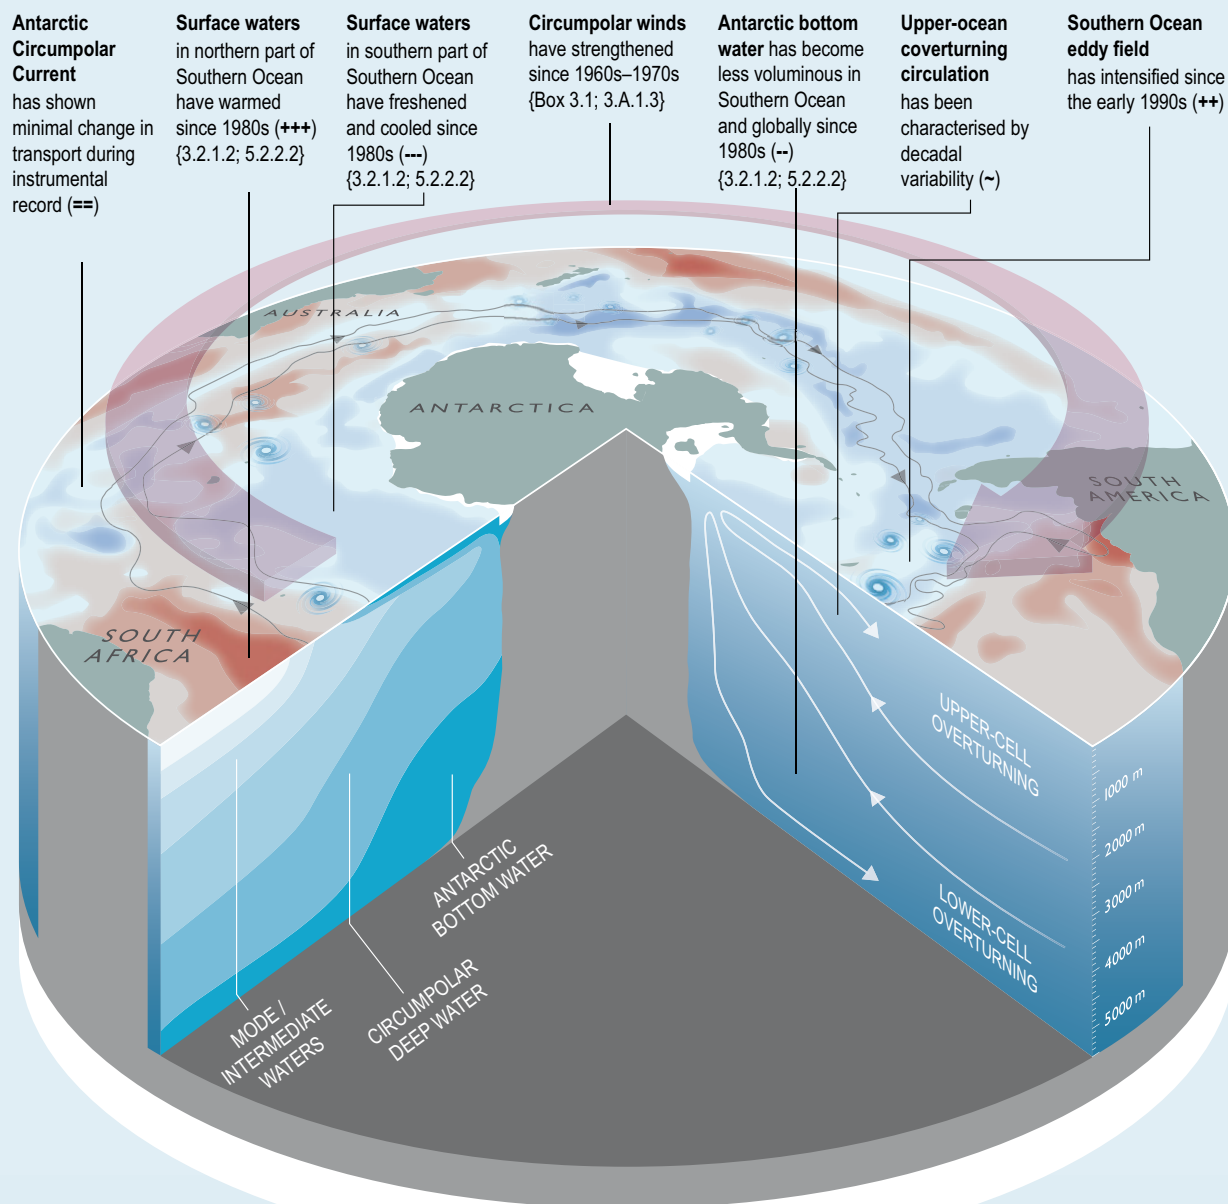 Antarctic
Circumpolar
Current
has shown
minimal change in
transport during
instrumental
record (==)
Surface waters
in northern part of
Southern Ocean
have warmed
since 1980s (+++)
{3.2.1.2; 5.2.2.2}
Surface waters
in southern part of
Southern Ocean
have freshened
and cooled since
1980s (---)
{3.2.1.2; 5.2.2.2}
Circumpolar winds
have strengthened
since 1960s–1970s
{Box 3.1; 3.A.1.3}
Antarctic bottom
water has become
less voluminous in
Southern Ocean
and globally since
1980s (--)
{3.2.1.2; 5.2.2.2}
Upper-ocean
coverturning
circulation
has been
characterised by
decadal
variability (~)
Southern Ocean
eddy field
has intensified since
the early 1990s (++)
AUSTRALIA
ANTARCTICA
SOUTH
AMERICA
SOUTH
AFRICA
UPPER-CELL
OVERTURNING
LOWER-CELL
OVERTURNING
1000 m
2000 m
3000 m
4000 m
5000 m
ANTARCTIC
BOTTOM WATER
CIRCUMPOLAR
DEEP WATER
MODE /
INTERMEDIATE
WATERS